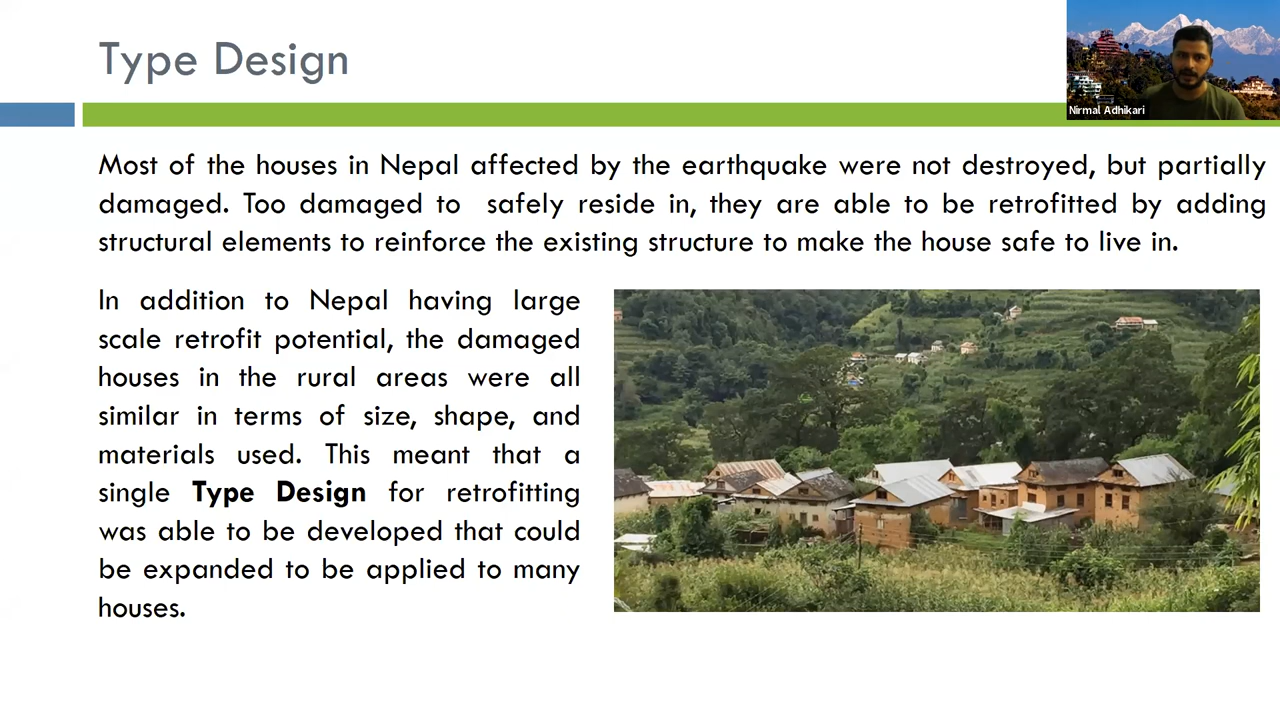 Type Design
Nirmal Adhikari
Most of the houses in Nepal affected by the earthquake were not destroyed, but partially
damaged. Too damaged to safely reside in, they are able to be retrofitted by adding
structural elements to reinforce the existing structure to make the house safe to live in.
In addition to Nepal having large
scale retrofit potential, the damaged
houses in the rural areas were all
similar in terms of size, shape, and
materials used. This meant that a
single Type Design for retrofitting
was able to be developed that could
be expanded to be applied to many
houses.